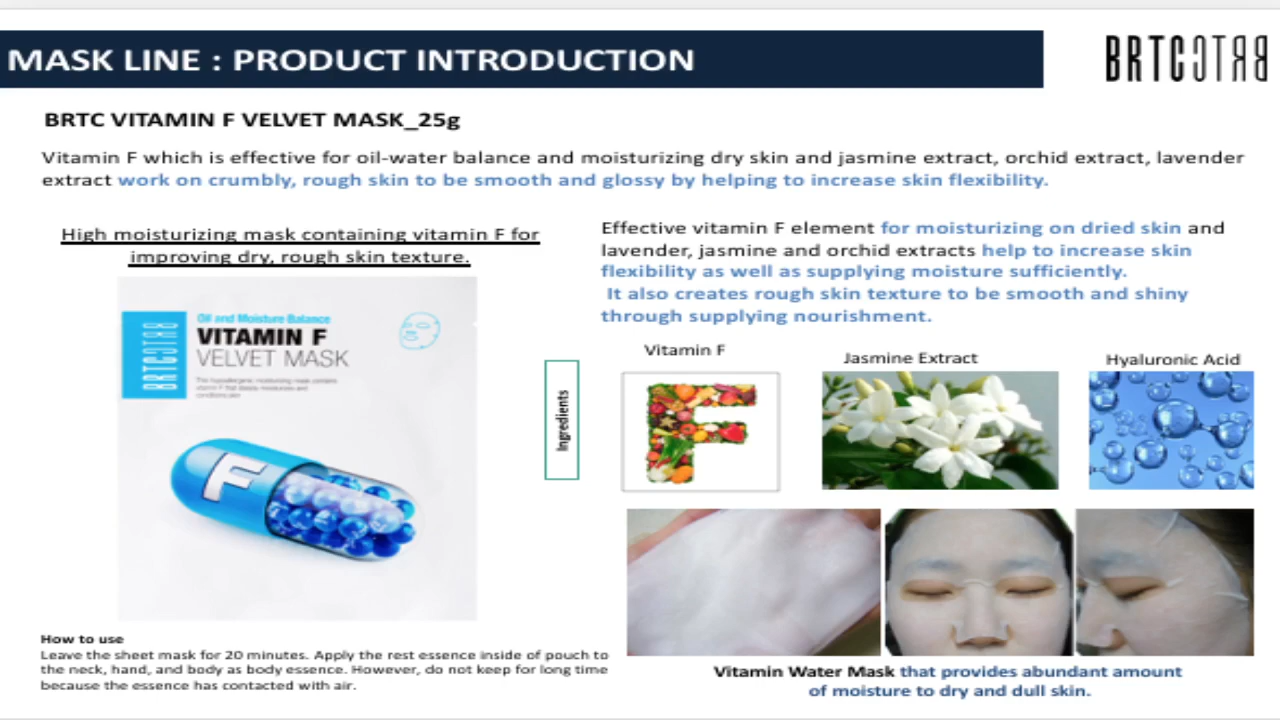 MASK LINE : PRODUCT INTRODUCTION
BRTC
BRTC VITAMIN F VELVET MASK_25g
Vitamin F which is effective for oil-water balance and moisturizing dry skin and jasmine extract, orchid extract, lavender
extract work on crumbly, rough skin to be smooth and glossy by helping to increase skin flexibility.
High moisturizing mask containing vitamin F for
improving dry, rough skin texture.
Oil and Moisture Balance
VITAMIN F
VELVET MASK
BRTC
F
Effective vitamin F element for moisturizing on dried skin and
lavender, jasmine and orchid extracts help to increase skin
flexibility as well as supplying moisture sufficiently.
It also creates rough skin texture to be smooth and shiny
through supplying nourishment.
Ingredients
Vitamin F
Jasmine Extract
Hyaluronic Acid
F
How to use
Leave the sheet mask for 20 minutes. Apply the rest essence inside of pouch to
the neck, hand, and body as body essence. However, do not keep for long time
because the essence has contacted with air.
Vitamin Water Mask that provides abundant amount
of moisture to dry and dull skin.